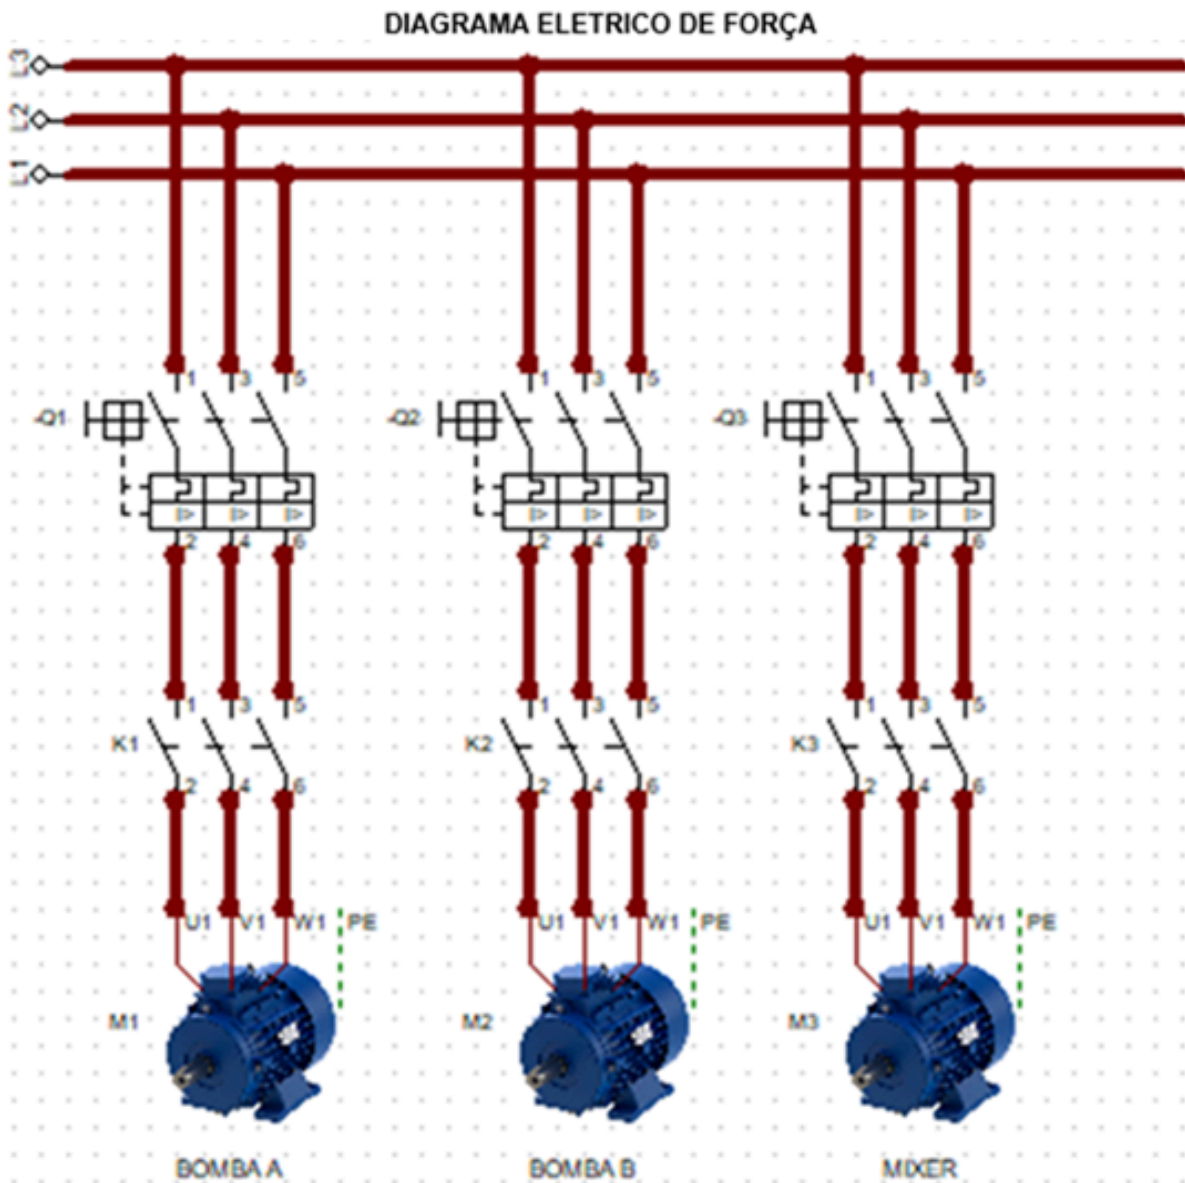 DIAGRAMA ELETRICO DE FORÇA
L3
L2
L1
1 3 5 1 3 5 1 3 5
-Q1 -Q2 -Q3
I> I> I> I> I> I> I> I> I>
2 4 6 2 4 6 2 4 6
1 3 5 1 3 5 1 3 5
K1 K2 K3
2 4 6 2 4 6 2 4 6
U1 V1 W1 PE U1 V1 W1 PE U1 V1 W1 PE
M1 M2 M3
BOMBA A BOMBA B MIXER